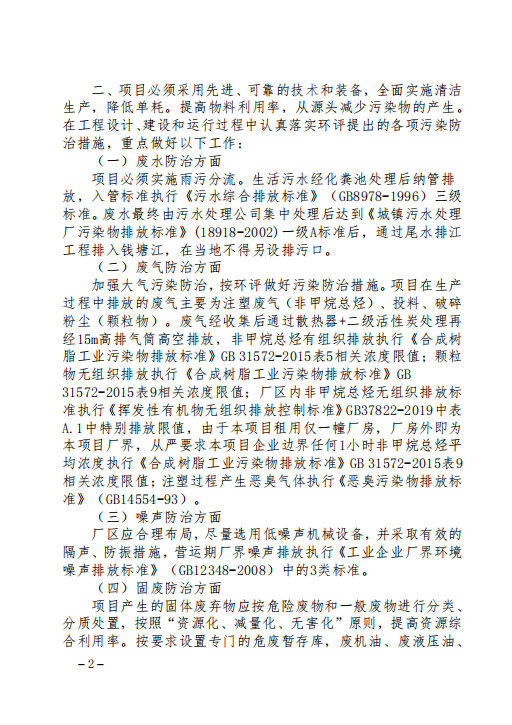 二、项目必须采用先进、可靠的技术和装备，全面实施清洁
生产，降低单耗。提高物料利用率，从源头减少污染物的产生。
在工程设计、建设和运行过程中认真落实环评提出的各项污染防
治措施，重点做好以下工作：
（一）废水防治方面
项目必须实施雨污分流。生活污水经化粪池处理后纳管排
放，入管标准执行《污水综合排放标准》（GB8978-1996）三级
标准。废水最终由污水处理公司集中处理后达到《城镇污水处理
厂污染物排放标准》(18918-2002)一级A标准后，通过尾水排江
工程排入钱塘江，在当地不得另设排污口。
（二）废气防治方面
加强大气污染防治，按环评做好污染防治措施。项目在生产
过程中排放的废气主要为注塑废气（非甲烷总烃）、投料、破碎
粉尘（颗粒物）。废气经收集后通过散热器+二级活性炭处理再
经15m高排气筒高空排放，非甲烷总烃有组织排放执行《合成树
脂工业污染物排放标准》GB 31572-2015表5相关浓度限值；颗粒
物无组织排放执行《合成树脂工业污染物排放标准》GB
31572-2015表9相关浓度限值；厂区内非甲烷总烃无组织排放标
准执行《挥发性有机物无组织排放控制标准》GB37822-2019中表
A.1中特别排放限值，由于本项目租用仅一幢厂房，厂房外即为
本项目厂界，从严要求本项目企业边界任何1小时非甲烷总烃平
均浓度执行《合成树脂工业污染物排放标准》GB 31572-2015表9
相关浓度限值；注塑过程产生恶臭气体执行《恶臭污染物排放标
准》（GB14554-93）。
（三）噪声防治方面
厂区应合理布局，尽量选用低噪声机械设备，并采取有效的
隔声、防振措施，营运期厂界噪声排放执行《工业企业厂界环境
噪声排放标准》（GB12348-2008）中的3类标准。
（四）固废防治方面
项目产生的固体废弃物应按危险废物和一般废物进行分类、
分质处置，按照“资源化、减量化、无害化”原则，提高资源综
合利用率。按要求设置专门的危废暂存库，废机油、废液压油、
-2-